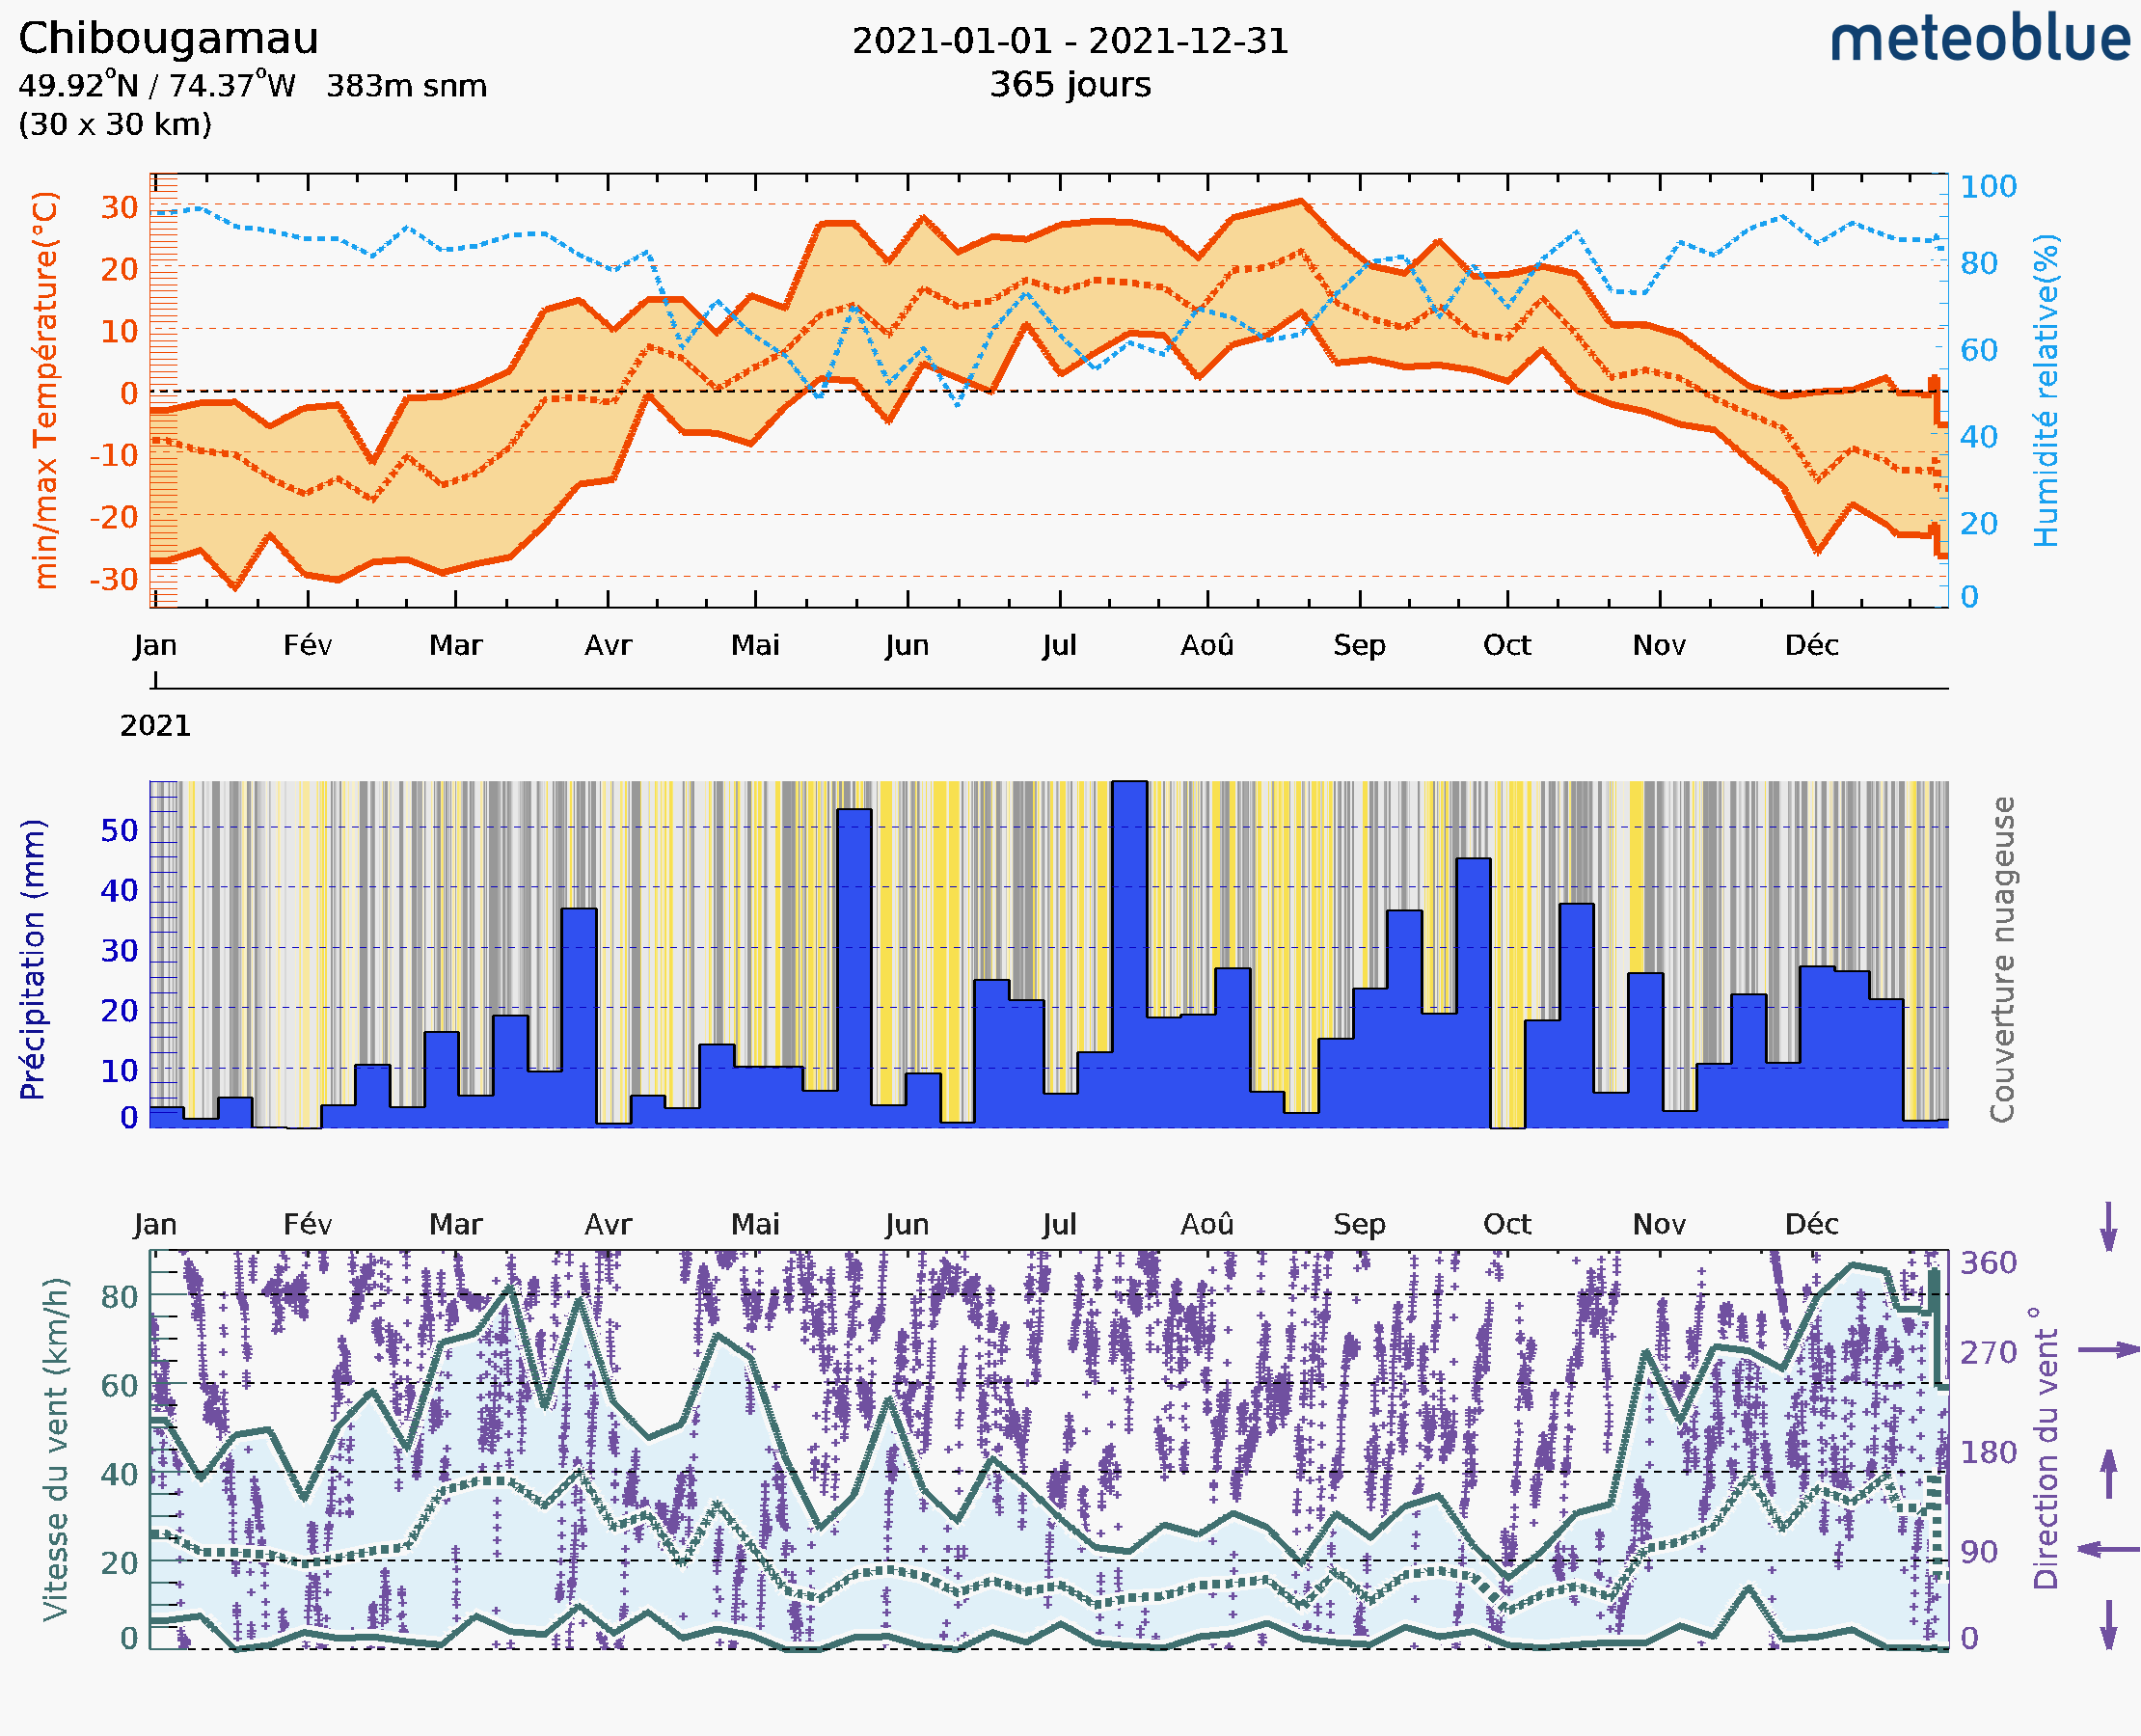 Chibougamau
49.92°N / 74.37°W 383m snm
(30 x 30 km)
2021-01-01 - 2021-12-31
365 jours
meteoblue
min/max Température(°C)
30
20
10
0
-10
-20
-30
100
80
60
40
20
0
Humidité relative(%)
Jan Fév Mar Avr Mai Jun Jul Aoû Sep Oct Nov Déc
2021
Précipitation (mm)
50
40
30
20
10
0
Couverture nuageuse
Jan Fév Mar Avr Mai Jun Jul Aoû Sep Oct Nov Déc
Vitesse du vent (km/h)
80
60
40
20
0
360
270
180
90
0
Direction du vent °